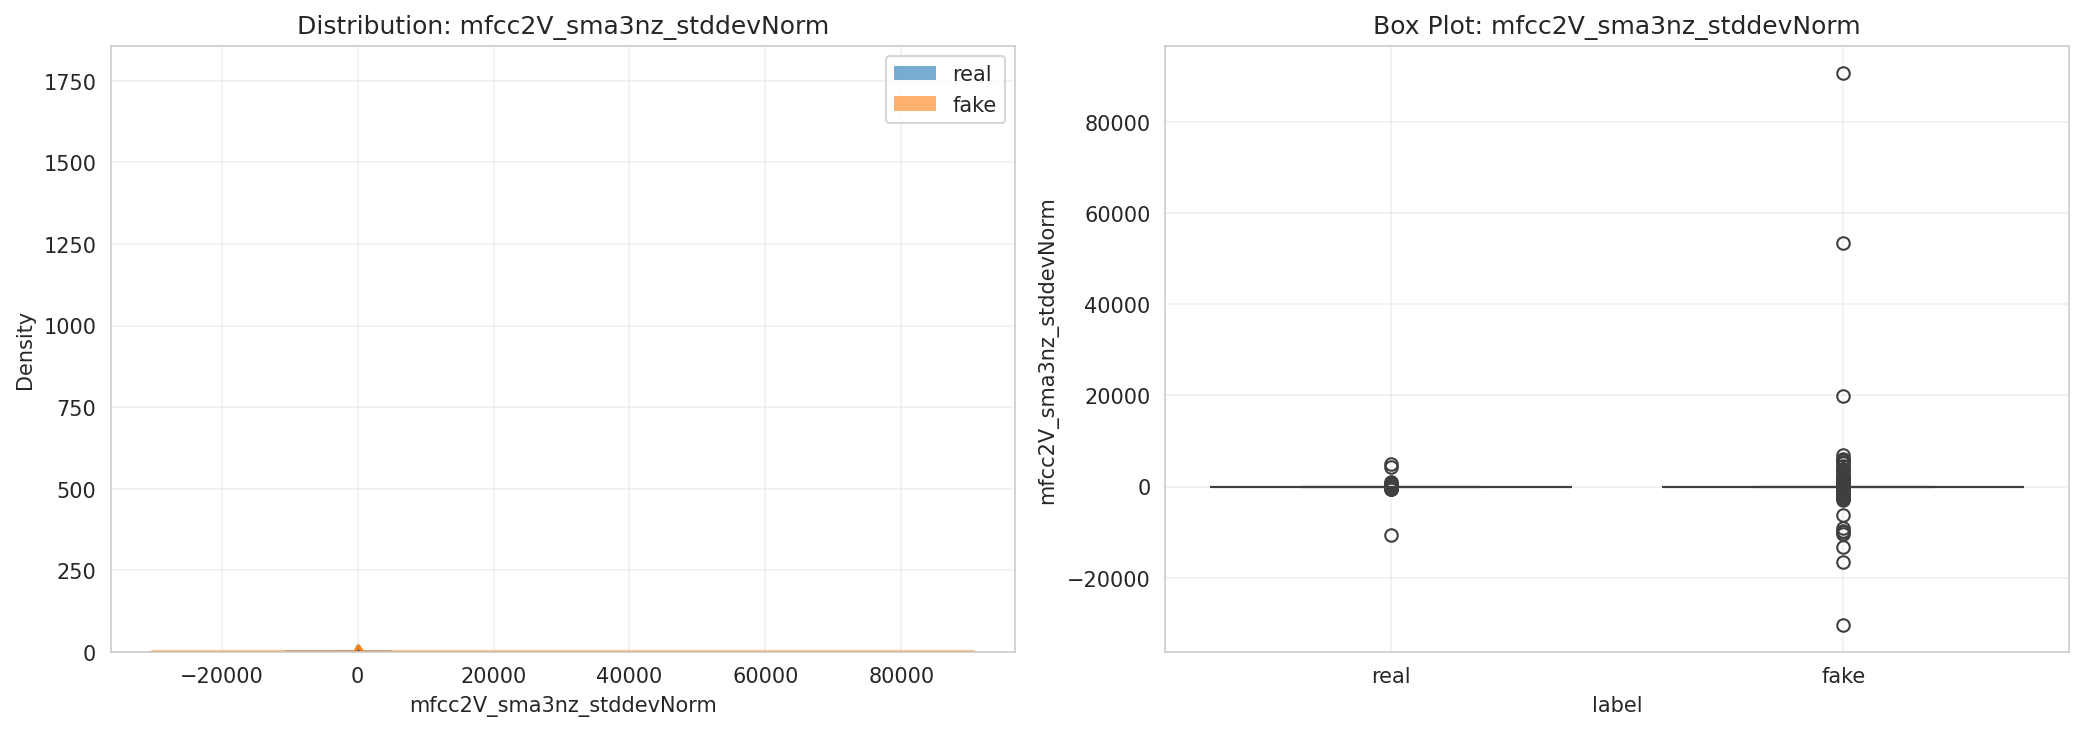 Distribution: mfcc2V_sma3nz_stddevNorm
real
fake
1750
1500
1250
1000
750
500
250
0
Density
−20000
0
20000
40000
60000
80000
mfcc2V_sma3nz_stddevNorm
Box Plot: mfcc2V_sma3nz_stddevNorm
80000
60000
40000
20000
0
−20000
mfcc2V_sma3nz_stddevNorm
real
fake
label